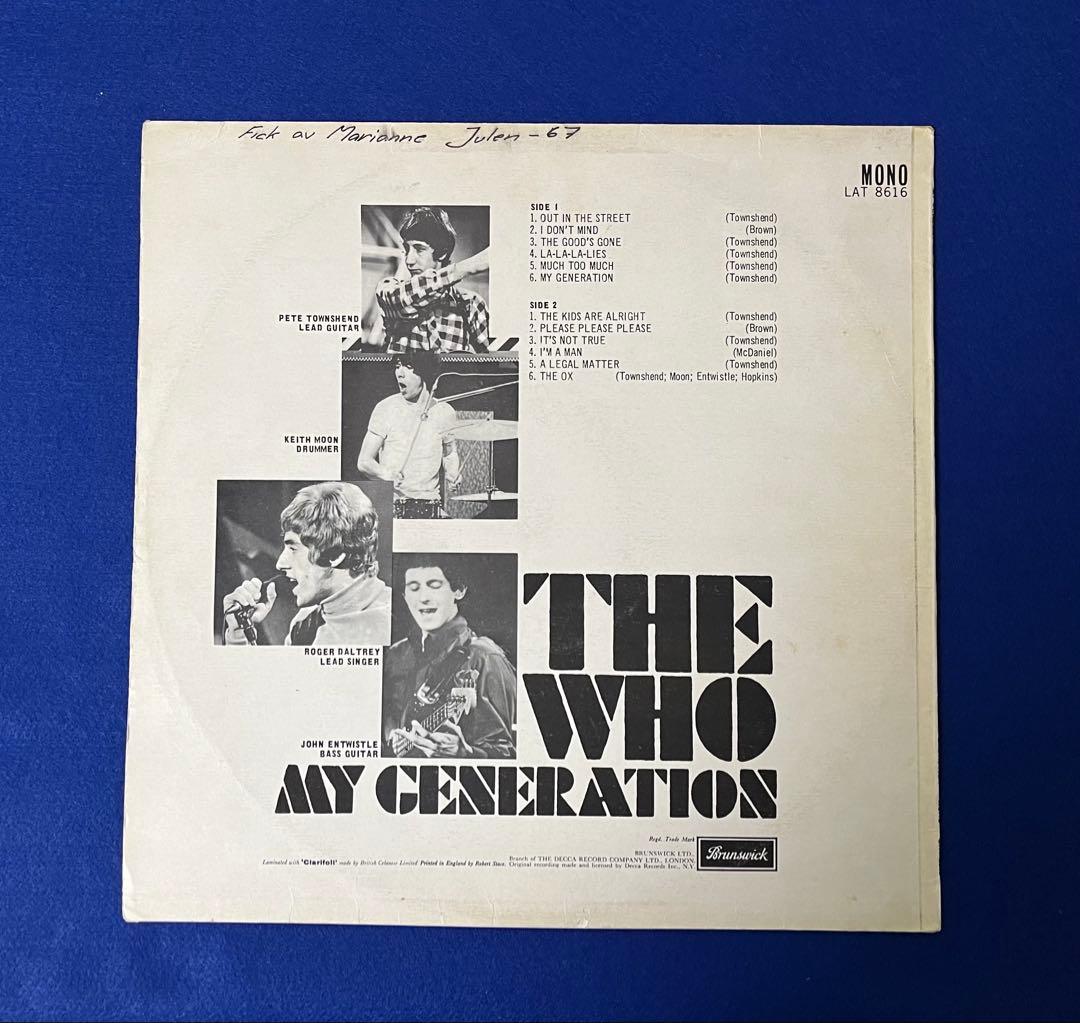 Fick av Marianne Julen - 67
MONO
LAT 8616
SIDE 1
1. OUT IN THE STREET (Townshend)
2. I DON'T MIND (Brown)
3. THE GOOD'S GONE (Townshend)
4. LA-LA-LA-LIES (Townshend)
5. MUCH TOO MUCH (Townshend)
6. MY GENERATION (Townshend)
SIDE 2
1. THE KIDS ARE ALRIGHT (Townshend)
2. PLEASE PLEASE PLEASE (Brown)
3. IT'S NOT TRUE (Townshend)
4. I'M A MAN (McDaniel)
5. A LEGAL MATTER (Townshend)
6. THE OX (Townshend; Moon; Entwistle; Hopkins)
PETE TOWNSHEND
LEAD GUITAR
KEITH MOON
DRUMMER
ROGER DALTREY
LEAD SINGER
JOHN ENTWISTLE
BASS GUITAR
THE
WHO
MY GENERATION
Regd. Trade Mark
Brunswick
BRUNSWICK LTD.,
Branch of THE DECCA RECORD COMPANY LTD., LONDON.
Laminated with 'Clarifoil' made by British Celanese Limited Printed in England by Robert Stace. Original recording made and licensed by Decca Records Inc., N.Y.